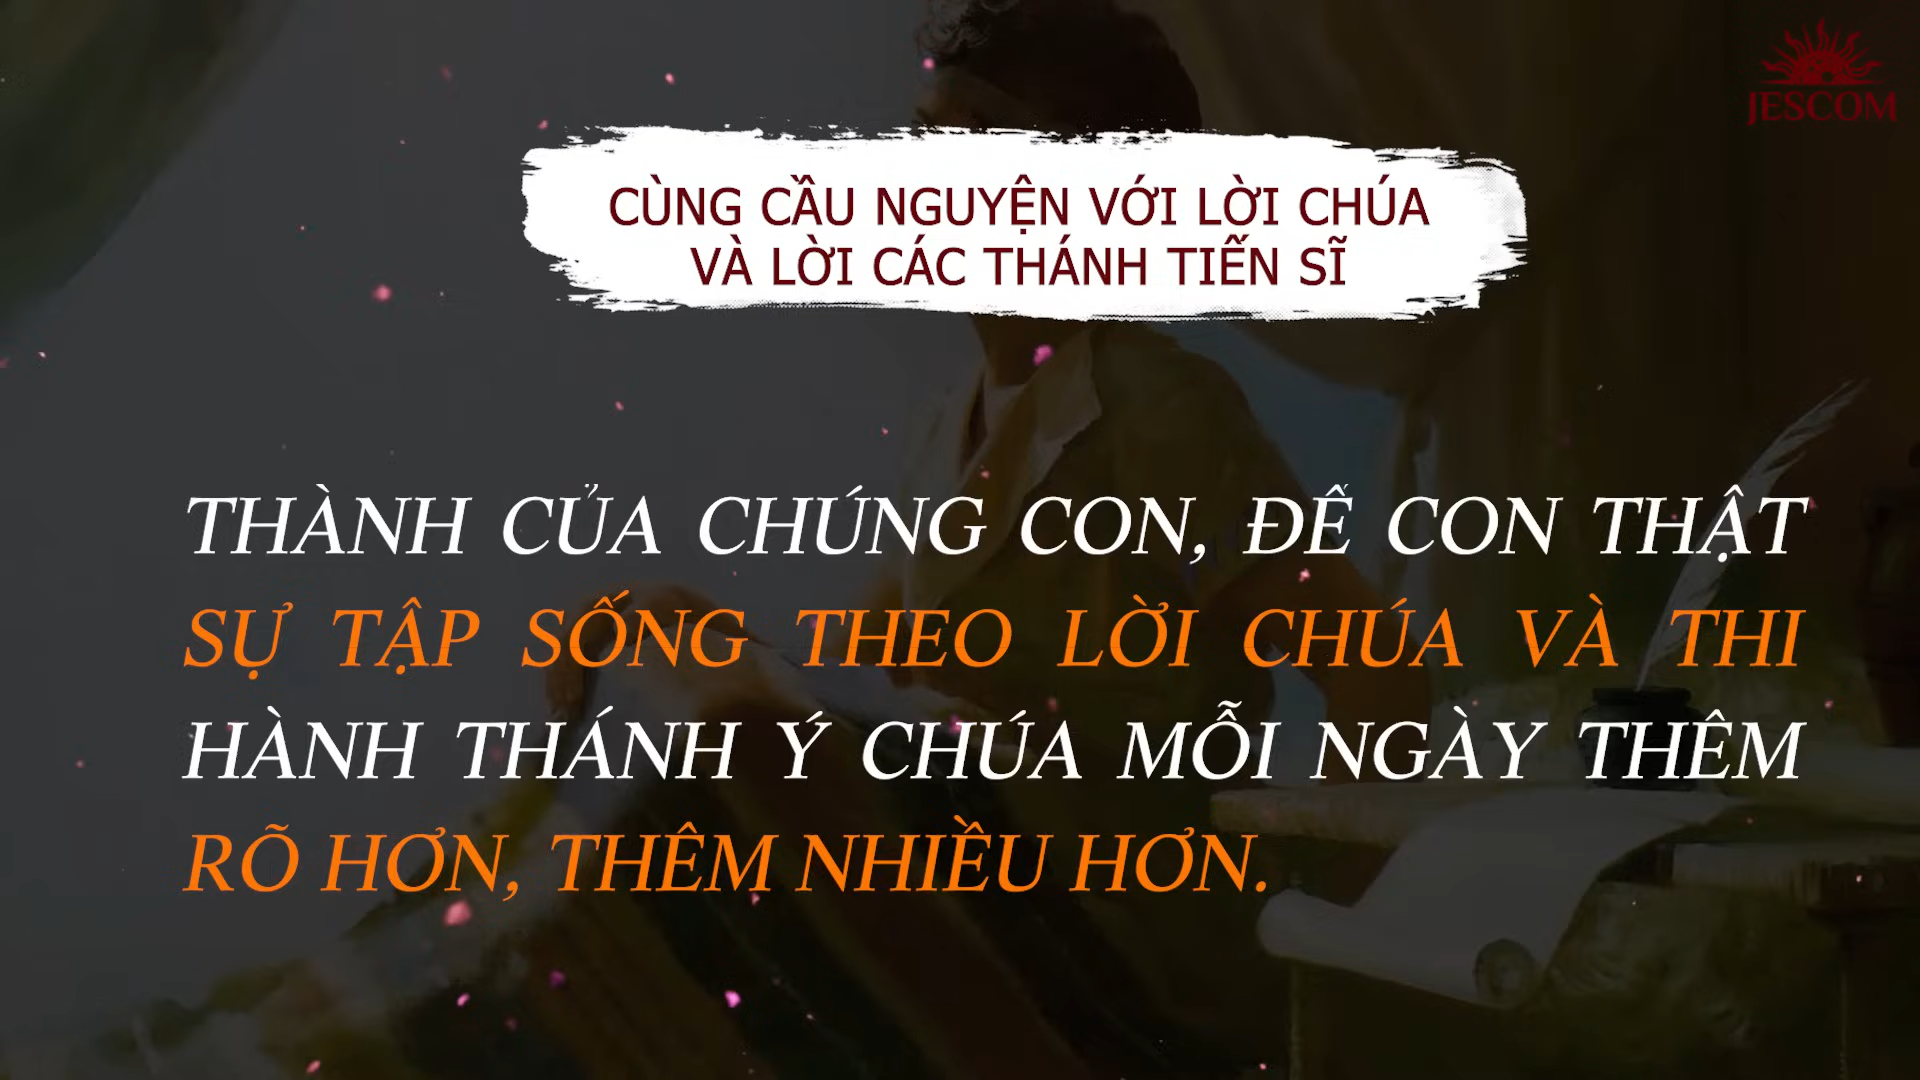 JESCOM
CÙNG CẦU NGUYỆN VỚI LỜI CHÚA
VÀ LỜI CÁC THÁNH TIẾN SĨ
THÀNH CỦA CHÚNG CON, ĐỂ CON THẬT
SỰ TẬP SỐNG THEO LỜI CHÚA VÀ THI
HÀNH THÁNH Ý CHÚA MỖI NGÀY THÊM
RÕ HƠN, THÊM NHIỀU HƠN.